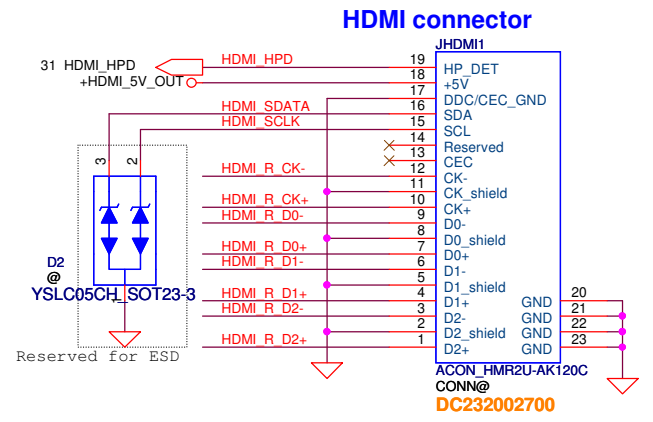 HDMI connector
JHDMI1
31 HDMI_HPD
HDMI_HPD
19
HP_DET
+HDMI_5V_OUT
18
+5V
17
DDC/CEC_GND
HDMI_SDATA
16
SDA
HDMI_SCLK
15
SCL
14
Reserved
13
CEC
3
2
HDMI_R_CK-
12
CK-
11
CK_shield
HDMI_R_CK+
10
CK+
HDMI_R_D0-
9
D0-
8
D0_shield
HDMI_R_D0+
7
D0+
HDMI_R_D1-
6
D1-
D2
@
YSLC05CH_SOT23-3
5
D1_shield
HDMI_R_D1+
4
D1+
GND
20
HDMI_R_D2-
3
D2-
GND
21
2
D2_shield
GND
22
HDMI_R_D2+
1
D2+
GND
23
Reserved for ESD
ACON_HMR2U-AK120C
CONN@
DC232002700